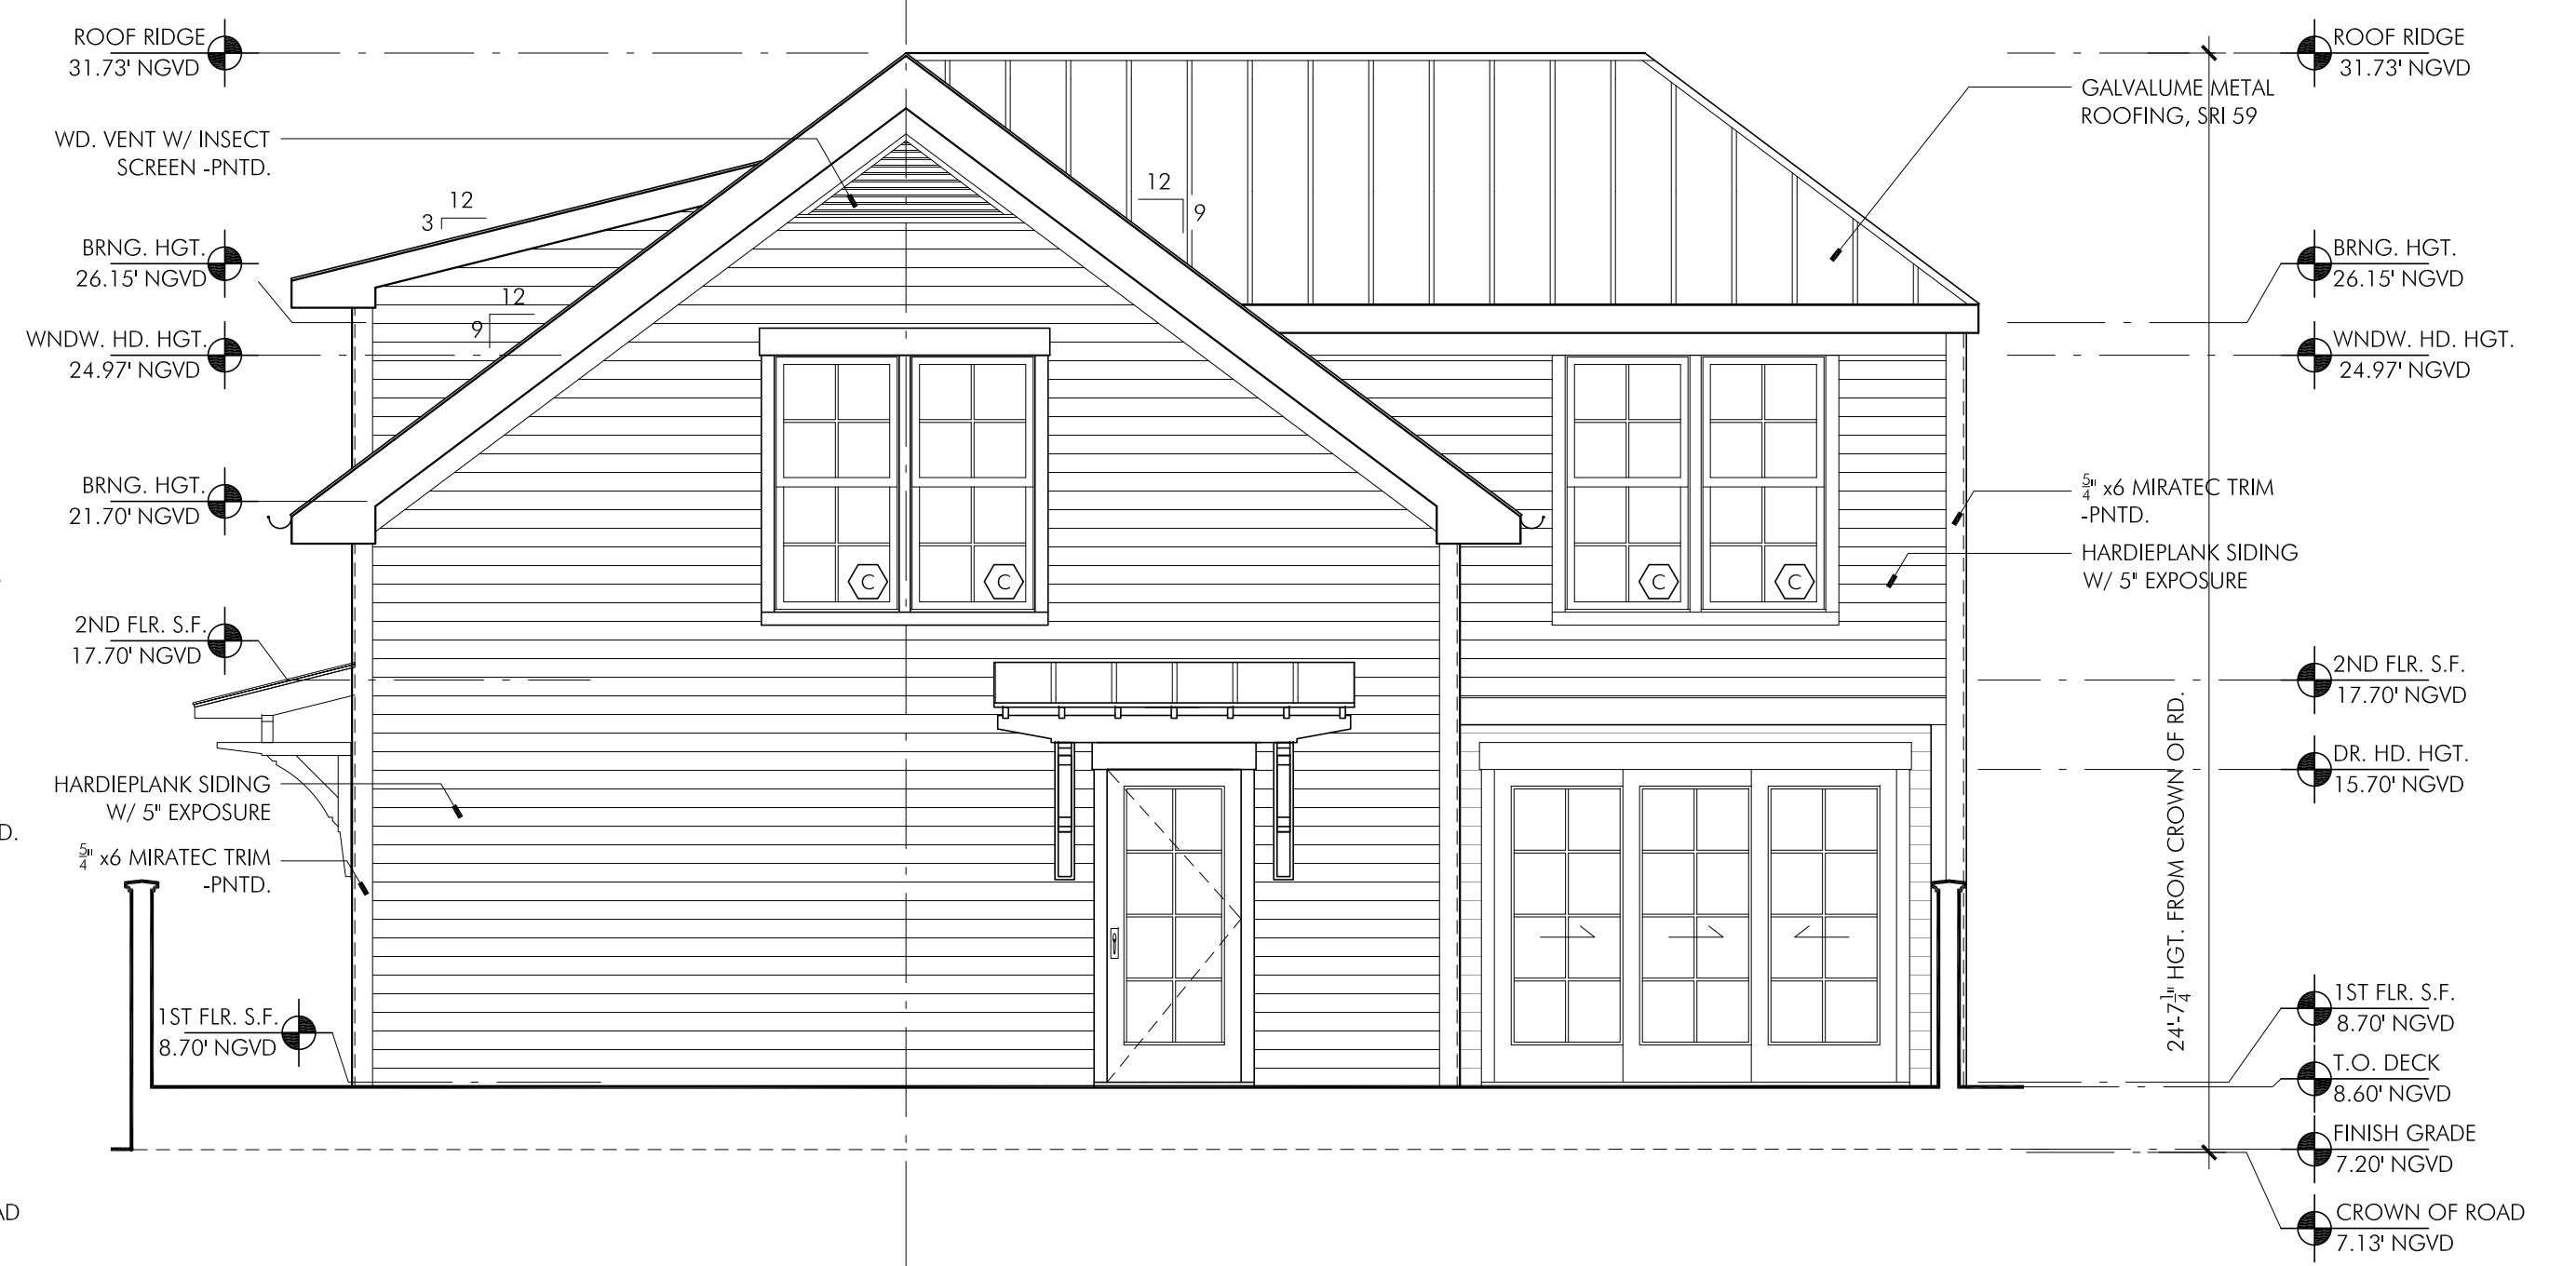 ROOF RIDGE
31.73' NGVD
WD. VENT W/ INSECT
SCREEN -PNTD.
12
3
BRNG. HGT.
26.15' NGVD
12
9
WNDW. HD. HGT.
24.97' NGVD
BRNG. HGT.
21.70' NGVD
2ND FLR. S.F.
17.70' NGVD
HARDIEPLANK SIDING
W/ 5" EXPOSURE
D.
5/4" x6 MIRATEC TRIM
-PNTD.
1ST FLR. S.F.
8.70' NGVD
AD
12
9
C
C
C
C
ROOF RIDGE
31.73' NGVD
GALVALUME METAL
ROOFING, SRI 59
BRNG. HGT.
26.15' NGVD
WNDW. HD. HGT.
24.97' NGVD
5/4" x6 MIRATEC TRIM
-PNTD.
HARDIEPLANK SIDING
W/ 5" EXPOSURE
2ND FLR. S.F.
17.70' NGVD
DR. HD. HGT.
15.70' NGVD
24'-7 1/4" HGT. FROM CROWN OF RD.
1ST FLR. S.F.
8.70' NGVD
T.O. DECK
8.60' NGVD
FINISH GRADE
7.20' NGVD
CROWN OF ROAD
7.13' NGVD